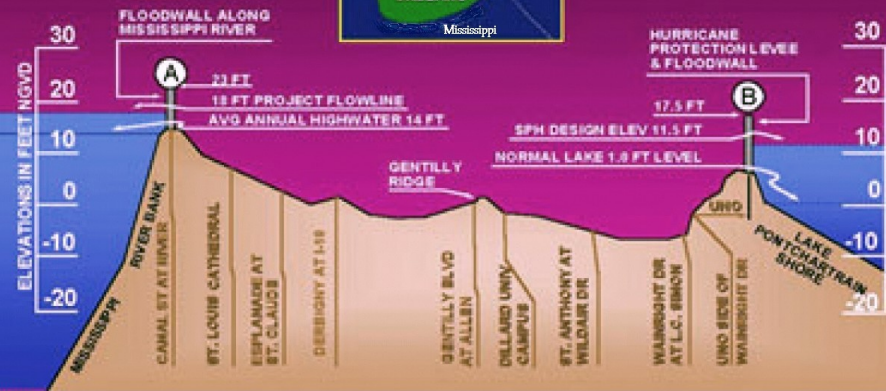 Mississippi
FLOODWALL ALONG
MISSISSIPPI RIVER
HURRICANE
PROTECTION LEVEE
& FLOODWALL
ELEVATIONS IN FEET NGVD
30
20
10
0
-10
-20
A
23 FT
18 FT PROJECT FLOWLINE
AVG ANNUAL HIGHWATER 14 FT
GENTILLY
RIDGE
17.5 FT
B
SPH DESIGN ELEV 11.5 FT
NORMAL LAKE 1.0 FT LEVEL
30
20
10
0
-10
-20
MISSISSIPPI
RIVER BANK
CANAL ST AT RIVER
ST. LOUIS CATHEDRAL
ESPLANADE AT
ST. CLAUDE
DERBIGNY AT I-10
GENTILLY BLVD
AT ALLEN
DILLARD UNIV
CAMPUS
ST. ANTHONY AT
WILDAIR DR
WAINRIGHT DR
AT L.C. SIMON
UNO SIDE OF
WAINRIGHT DR
UNO
LAKE
PONTCHARTRAIN
SHORE